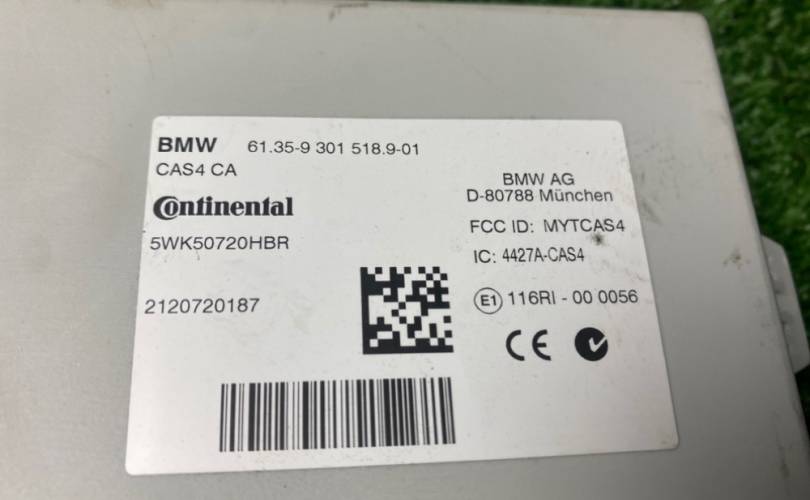 BMW 61.35-9 301 518.9-01
CAS4 CA
Continental
5WK50720HBR
2120720187
BMW AG
D-80788 München
FCC ID: MYTCAS4
IC: 4427A-CAS4
E1 116RI - 00 0056
CE